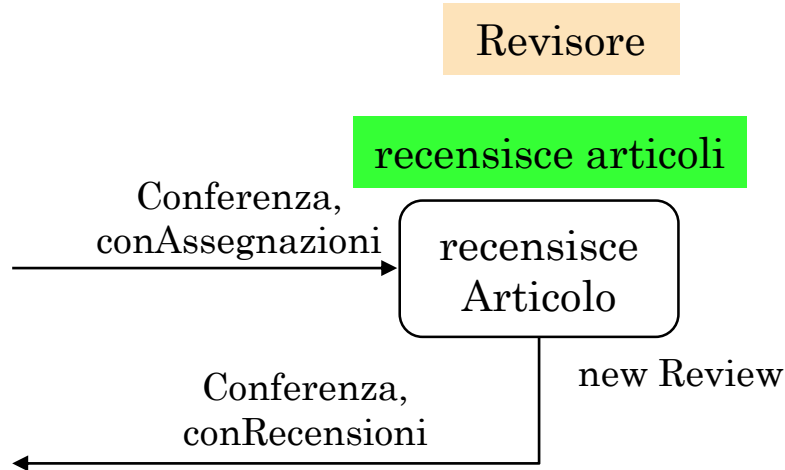 Revisore
recensisce articoli
Conferenza,
conAssegnazioni
recensisce
Articolo
new Review
Conferenza,
conRecensioni